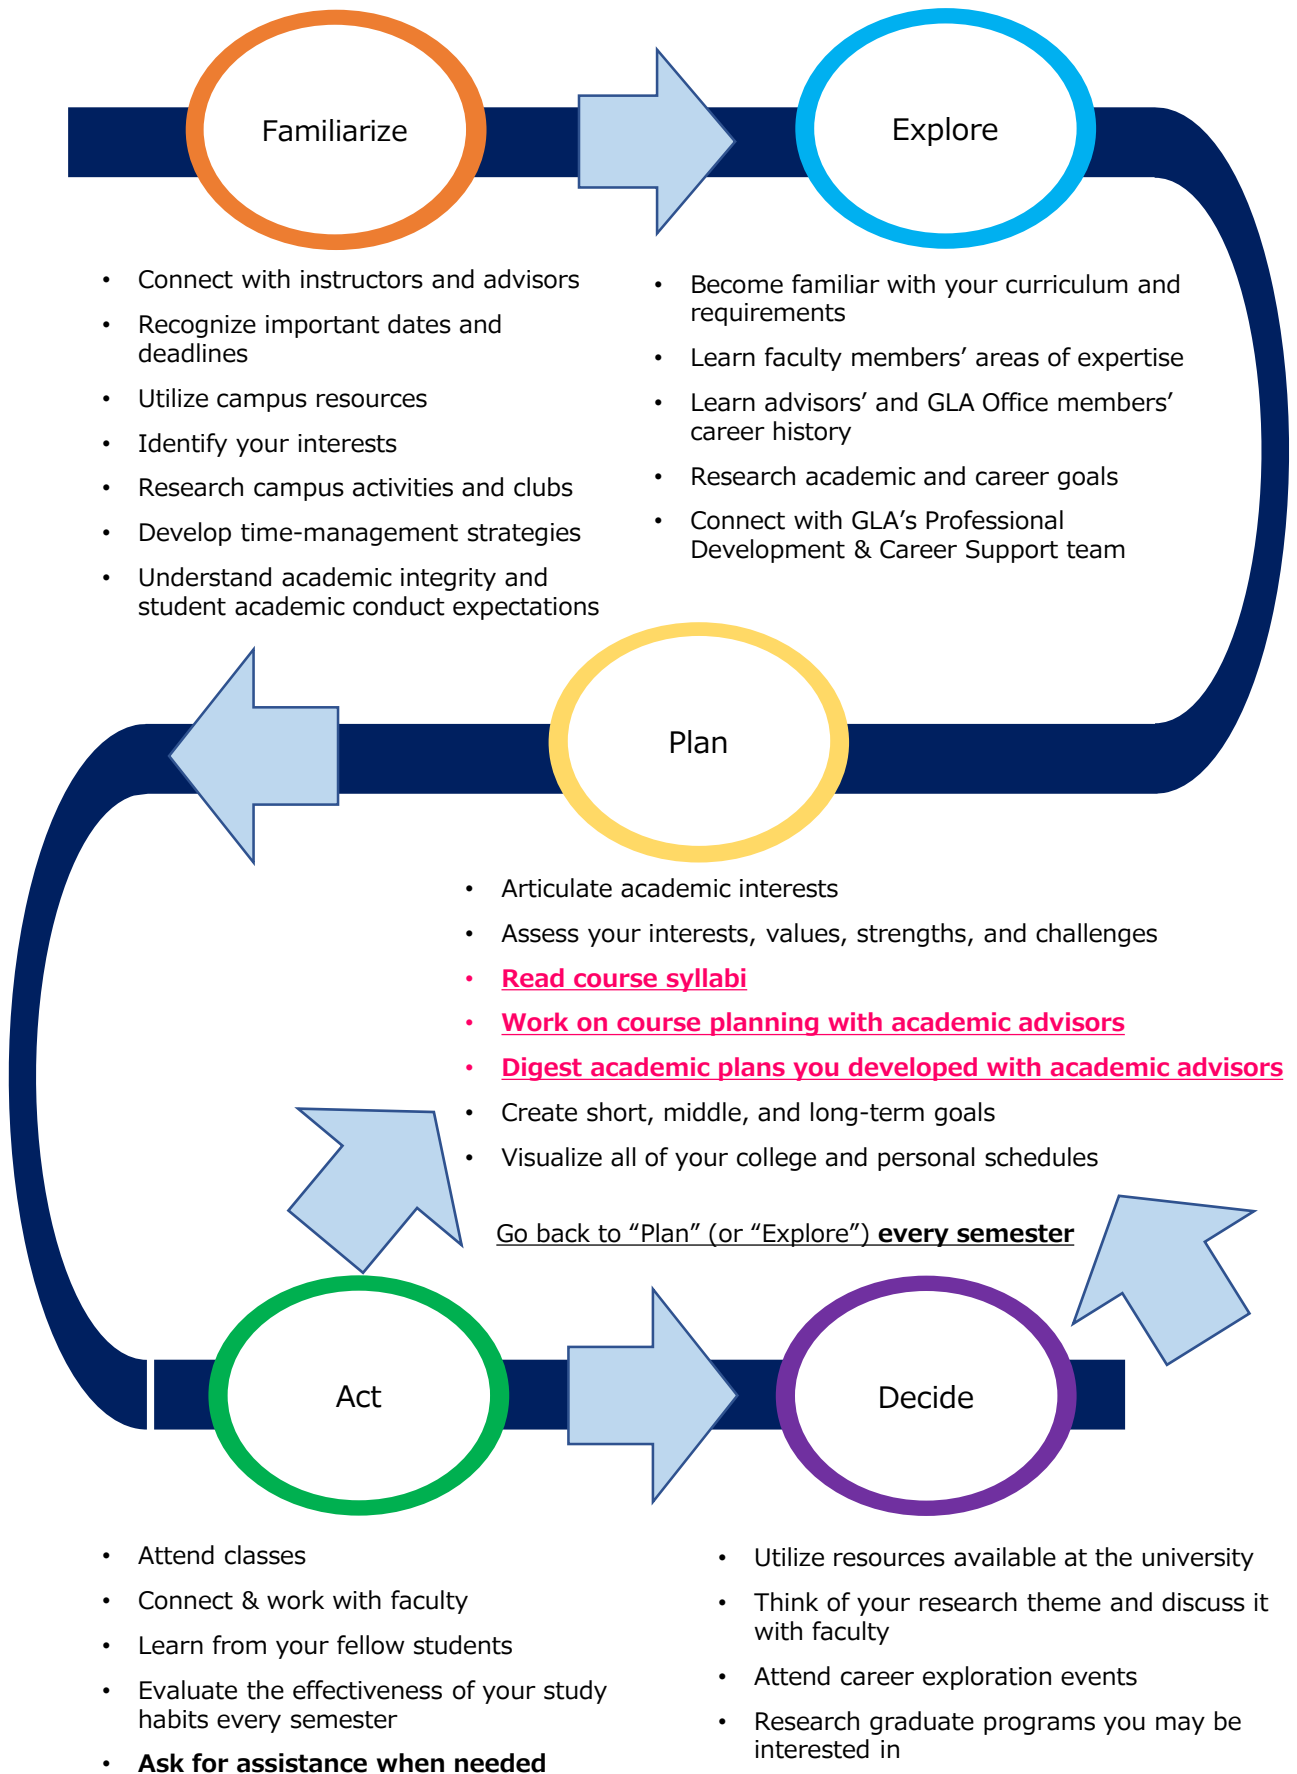 Familiarize
Explore
• Connect with instructors and advisors
• Recognize important dates and
deadlines
• Utilize campus resources
• Identify your interests
• Research campus activities and clubs
• Develop time-management strategies
• Understand academic integrity and
student academic conduct expectations
• Become familiar with your curriculum and
requirements
• Learn faculty members’ areas of expertise
• Learn advisors’ and GLA Office members’
career history
• Research academic and career goals
• Connect with GLA’s Professional
Development & Career Support team
Plan
• Articulate academic interests
• Assess your interests, values, strengths, and challenges
• Read course syllabi
• Work on course planning with academic advisors
• Digest academic plans you developed with academic advisors
• Create short, middle, and long-term goals
• Visualize all of your college and personal schedules
Go back to “Plan” (or “Explore”) every semester
Act
Decide
• Attend classes
• Connect & work with faculty
• Learn from your fellow students
• Evaluate the effectiveness of your study
habits every semester
• Ask for assistance when needed
• Utilize resources available at the university
• Think of your research theme and discuss it
with faculty
• Attend career exploration events
• Research graduate programs you may be
interested in